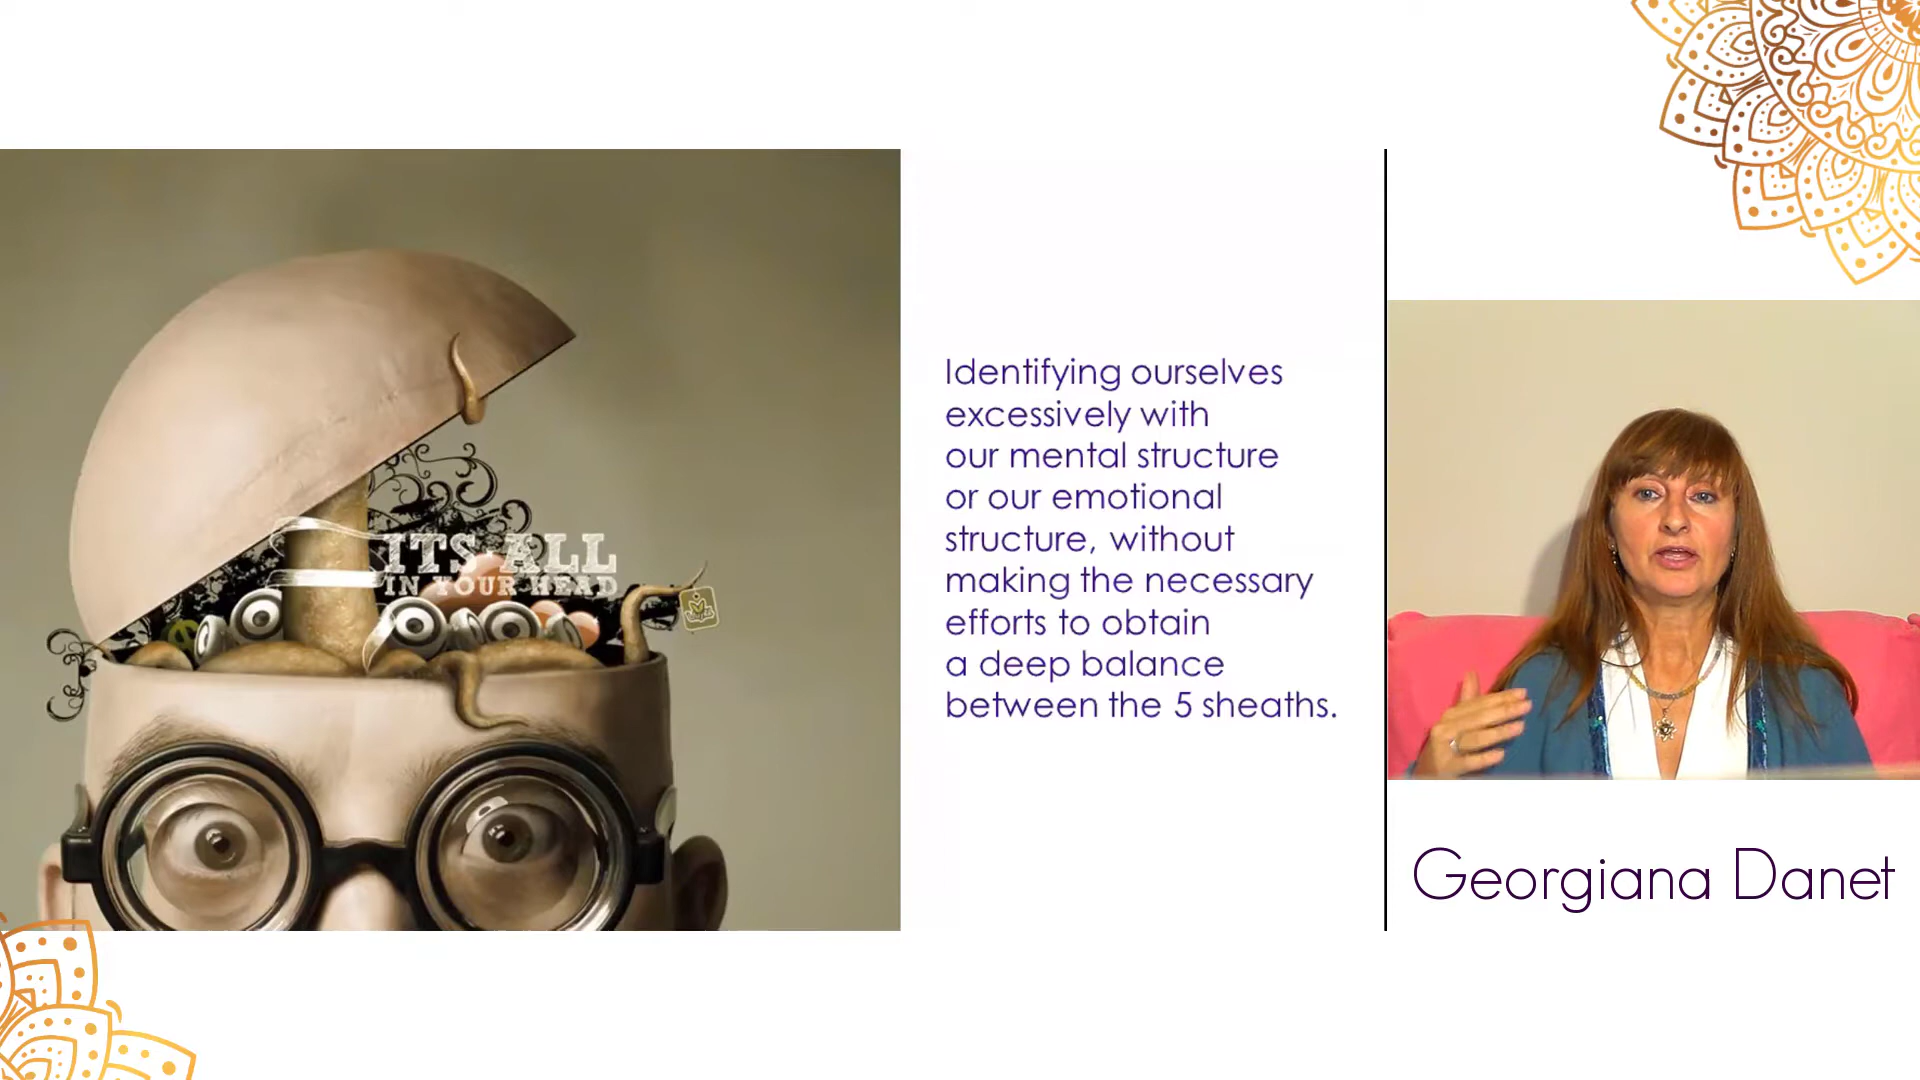 ITS ALL
IN YOUR HEAD
Identifying ourselves
excessively with
our mental structure
or our emotional
structure, without
making the necessary
efforts to obtain
a deep balance
between the 5 sheaths.
Georgiana Danet